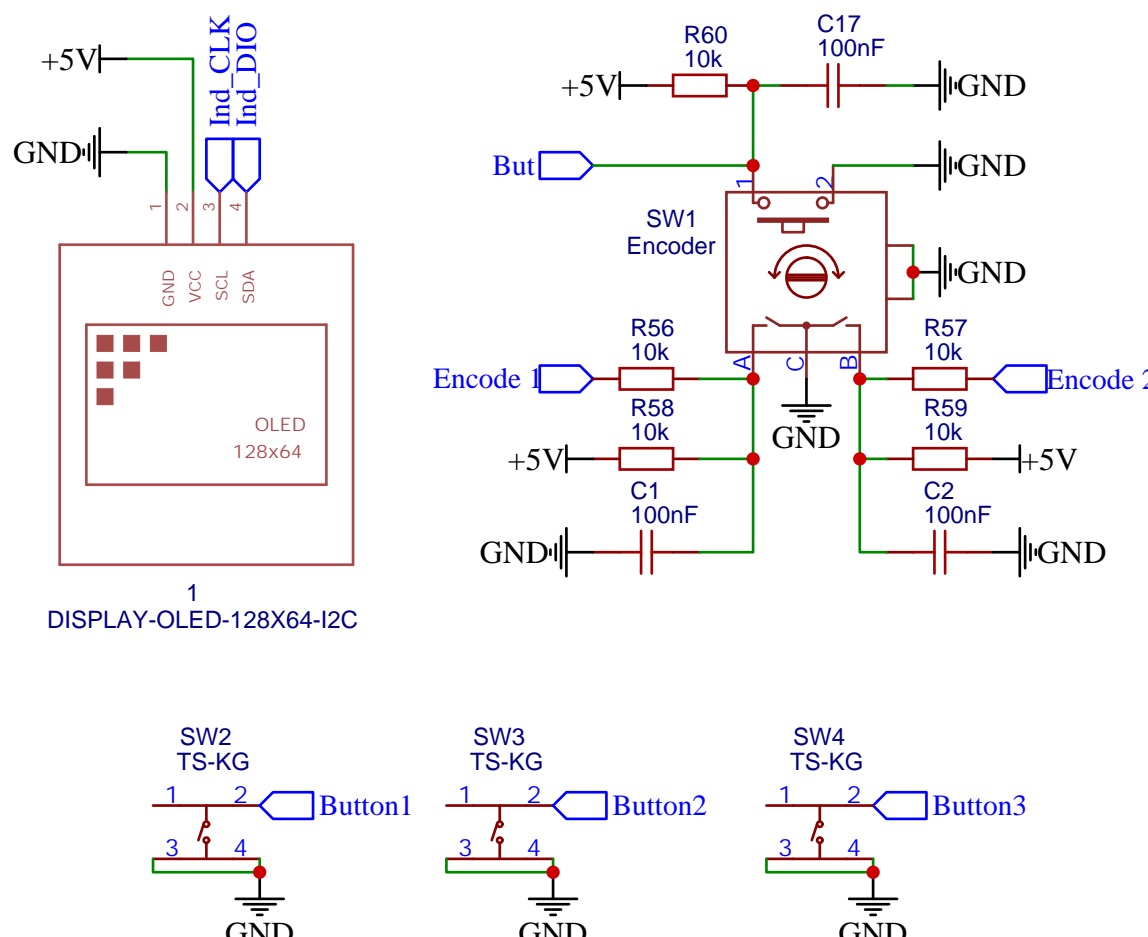 +5V
GND
Ind_CLK
Ind_DIO
1
2
3
4
GND
VCC
SCL
SDA
OLED
128x64
1
DISPLAY-OLED-128X64-I2C
R60
10k
C17
100nF
+5V
GND
But
GND
1
2
SW1
Encoder
GND
R56
10k
R57
10k
A
C
B
Encode 1
Encode 2
R58
10k
GND
R59
10k
+5V
+5V
C1
100nF
C2
100nF
GND
GND
SW2
TS-KG
1
2
Button1
3
4
GND
SW3
TS-KG
1
2
Button2
3
4
GND
SW4
TS-KG
1
2
Button3
3
4
GND